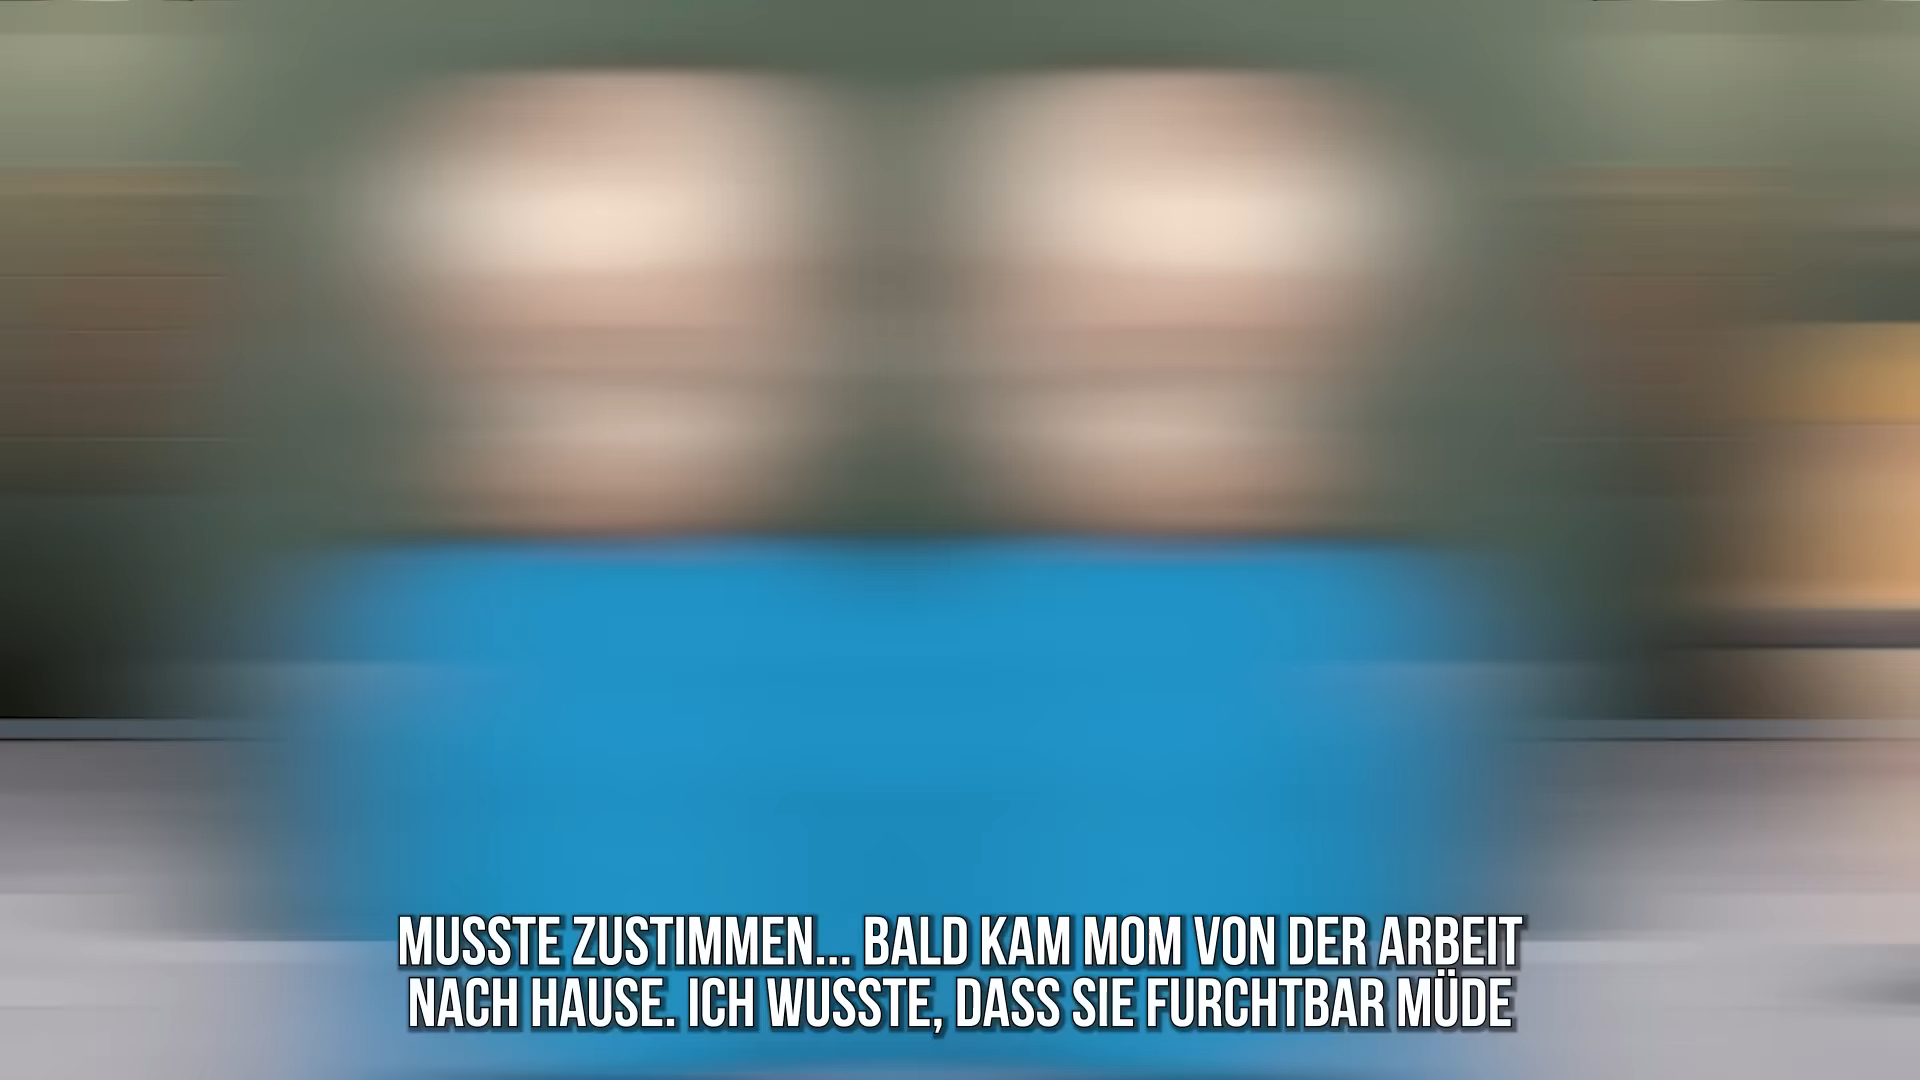 MUSSTE ZUSTIMMEN... BALD KAM MOM VON DER ARBEIT
NACH HAUSE. ICH WUSSTE, DASS SIE FURCHTBAR MÜDE